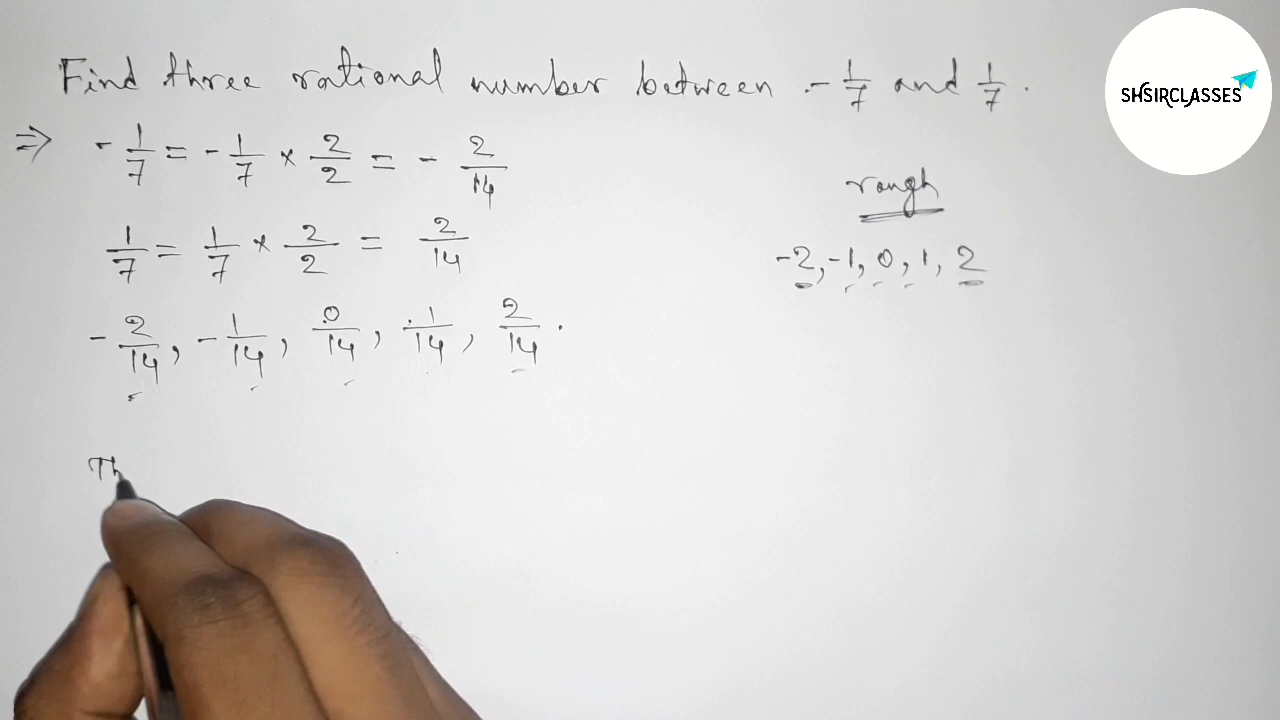 Find three rational number between -1/7 and 1/7.
SHSIRCLASSES
⇒ -1/7 = -1/7 × 2/2 = -2/14
rough
1/7 = 1/7 × 2/2 = 2/14
-2, -1, 0, 1, 2
-2/14, -1/14, 0/14, 1/14, 2/14.
Th